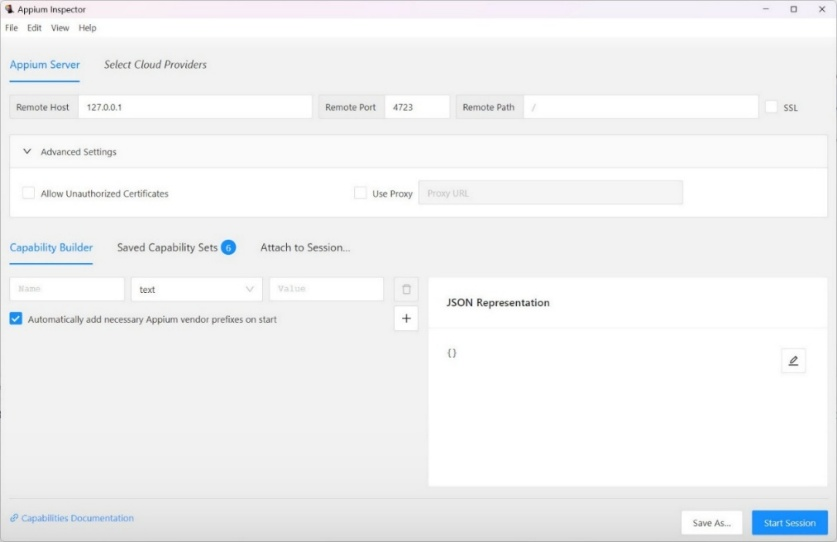 Appium Inspector
File Edit View Help
Appium Server Select Cloud Providers
Remote Host 127.0.0.1 Remote Port 4723 Remote Path / SSL
Advanced Settings
Allow Unauthorized Certificates Use Proxy Proxy URL
Capability Builder Saved Capability Sets 6 Attach to Session...
Name text Value
JSON Representation
Automatically add necessary Appium vendor prefixes on start
{}
Capabilities Documentation
Save As... Start Session